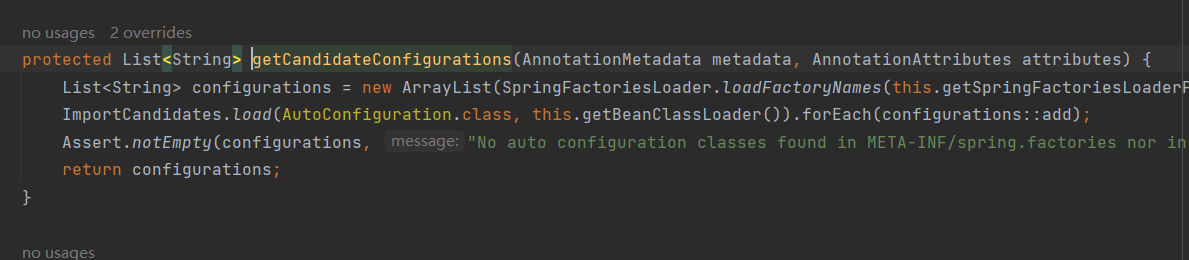 no usages   2 overrides
protected List<String> getCandidateConfigurations(AnnotationMetadata metadata, AnnotationAttributes attributes) {
List<String> configurations = new ArrayList(SpringFactoriesLoader.loadFactoryNames(this.getSpringFactoriesLoaderF
ImportCandidates.load(AutoConfiguration.class, this.getBeanClassLoader()).forEach(configurations::add);
Assert.notEmpty(configurations, message: "No auto configuration classes found in META-INF/spring.factories nor in
return configurations;
}
no usages